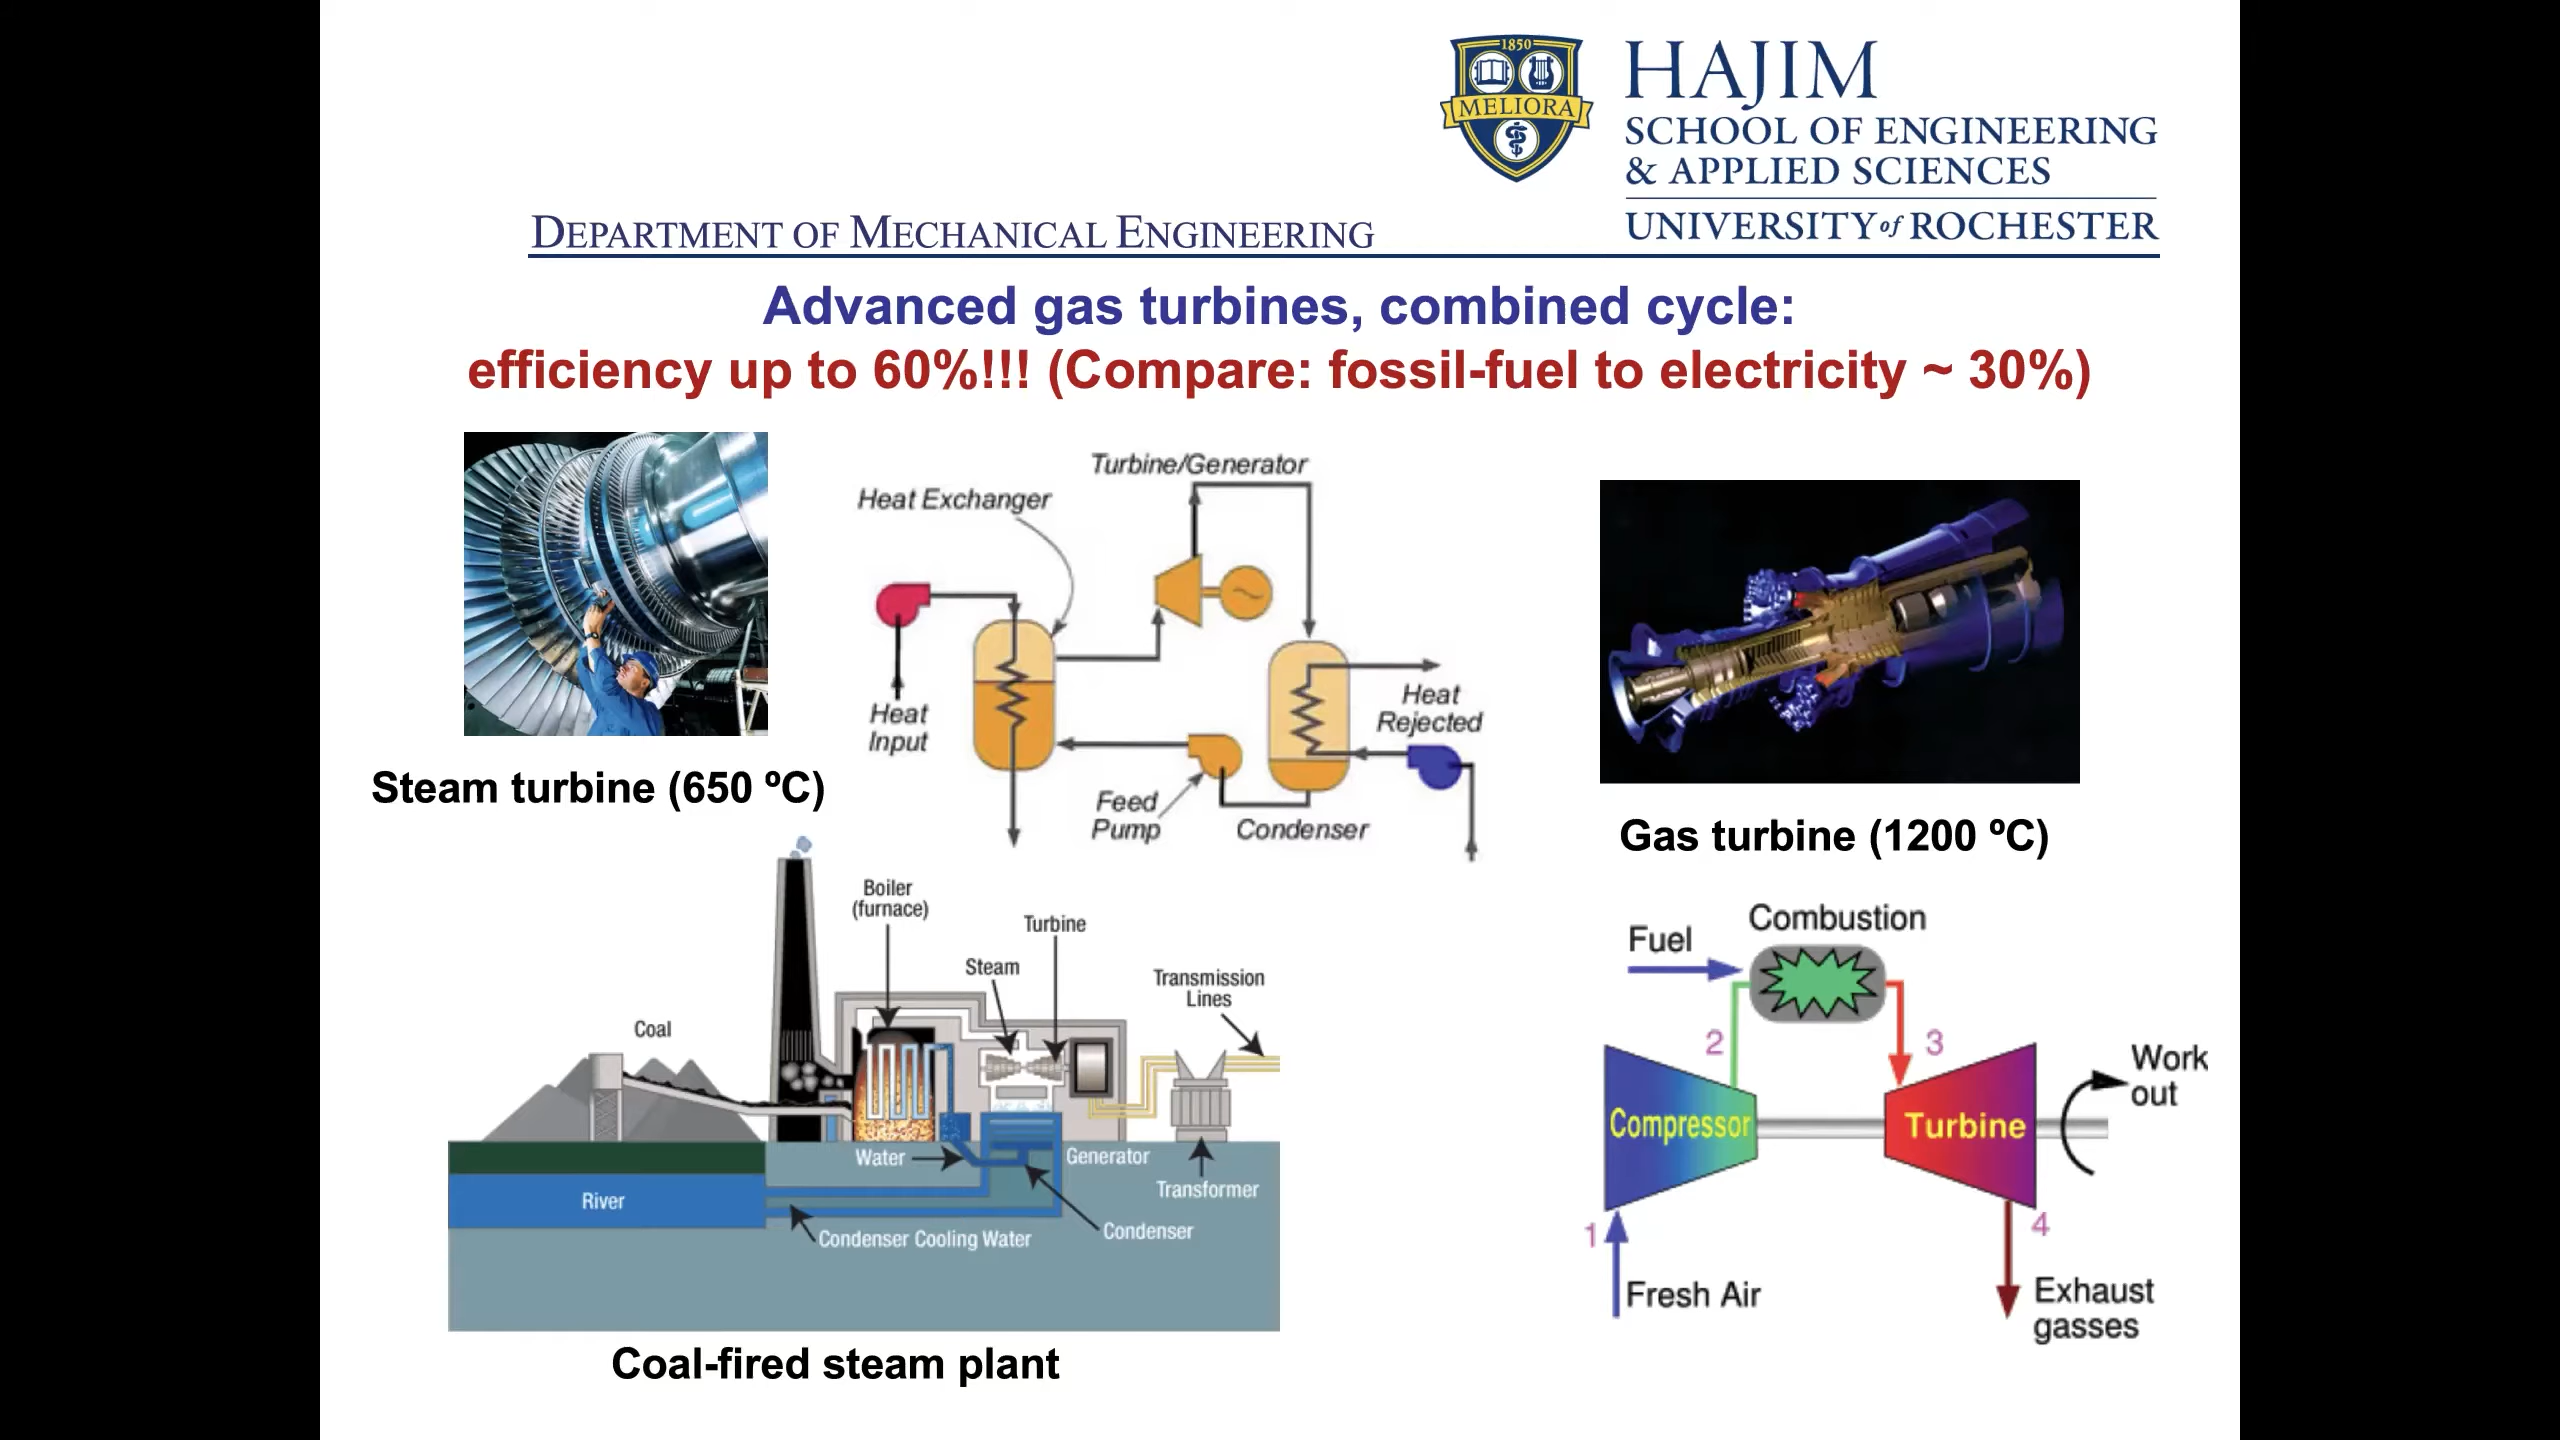 1850
MELIORA
HAJIM
SCHOOL OF ENGINEERING
& APPLIED SCIENCES
UNIVERSITY of ROCHESTER
DEPARTMENT OF MECHANICAL ENGINEERING
Advanced gas turbines, combined cycle:
efficiency up to 60%!!! (Compare: fossil-fuel to electricity ~ 30%)
Steam turbine (650 ºC)
Turbine/Generator
Heat Exchanger
Heat
Input
Heat
Rejected
Feed
Pump
Condenser
Gas turbine (1200 ºC)
Boiler
(furnace)
Turbine
Steam
Transmission
Lines
Coal
Water
Generator
Transformer
River
Condenser Cooling Water
Condenser
Coal-fired steam plant
Combustion
Fuel
2
3
Work
out
Compressor
Turbine
1
4
Fresh Air
Exhaust
gasses